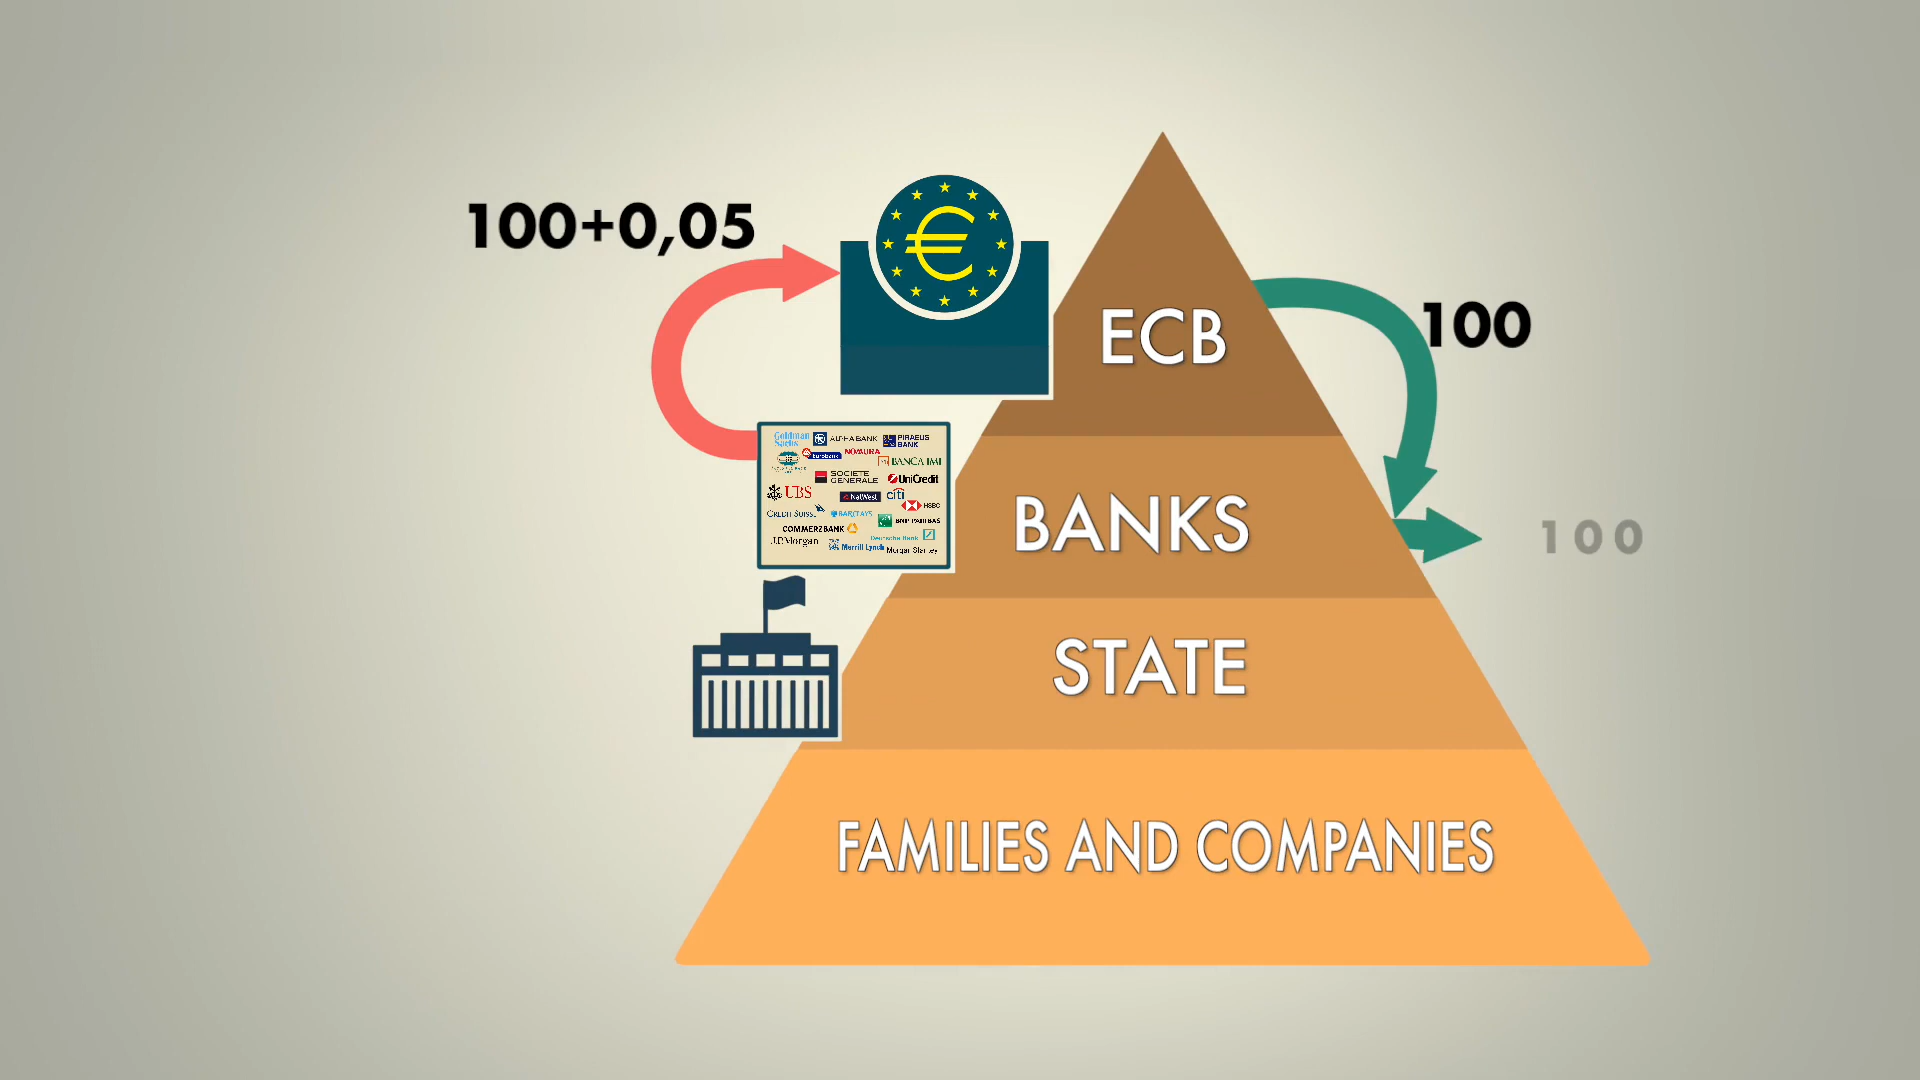 100+0,05
€
ECB
100
Goldman
Sachs
ALPHA BANK
PIRAEUS
BANK
Eurobank
NOMURA
BANCA IMI
SOCIETE
GENERALE
UniCredit
UBS
NatWest
citi
HSBC
CREDIT SUISSE
BARCLAYS
BNP PARIBAS
COMMERZBANK
Deutsche Bank
J.P.Morgan
Merrill Lynch
Morgan Stanley
BANKS
100
STATE
FAMILIES AND COMPANIES